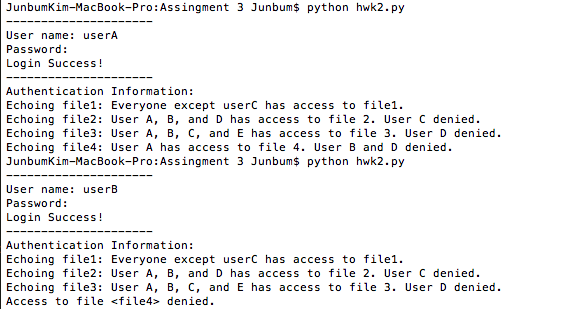 JunbumKim-MacBook-Pro:Assingment 3 Junbum$ python hwk2.py
---------------------
User name: userA
Password:
Login Success!
---------------------
Authentication Information:
Echoing file1: Everyone except userC has access to file1.
Echoing file2: User A, B, and D has access to file 2. User C denied.
Echoing file3: User A, B, C, and E has access to file 3. User D denied.
Echoing file4: User A has access to file 4. User B and D denied.
JunbumKim-MacBook-Pro:Assingment 3 Junbum$ python hwk2.py
---------------------
User name: userB
Password:
Login Success!
---------------------
Authentication Information:
Echoing file1: Everyone except userC has access to file1.
Echoing file2: User A, B, and D has access to file 2. User C denied.
Echoing file3: User A, B, C, and E has access to file 3. User D denied.
Access to file <file4> denied.